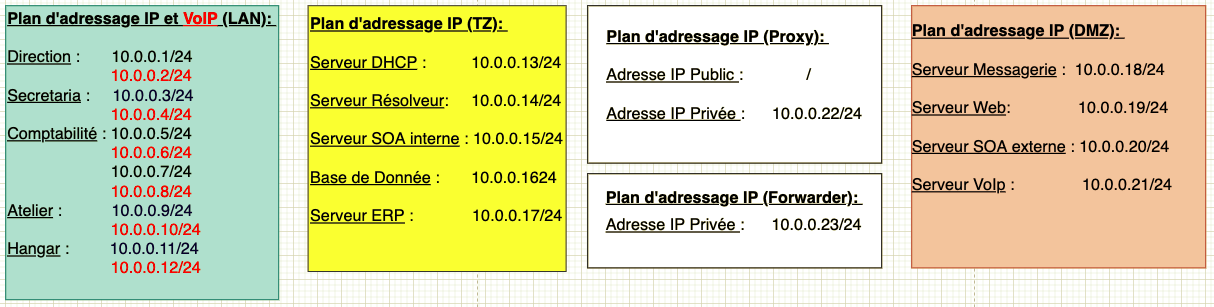 Plan d'adressage IP et VoIP (LAN):
Direction : 10.0.0.1/24
10.0.0.2/24
Secretaria : 10.0.0.3/24
10.0.0.4/24
Comptabilité : 10.0.0.5/24
10.0.0.6/24
10.0.0.7/24
10.0.0.8/24
Atelier : 10.0.0.9/24
10.0.0.10/24
Hangar : 10.0.0.11/24
10.0.0.12/24
Plan d'adressage IP (TZ):
Serveur DHCP : 10.0.0.13/24
Serveur Résolveur: 10.0.0.14/24
Serveur SOA interne : 10.0.0.15/24
Base de Donnée : 10.0.0.1624
Serveur ERP : 10.0.0.17/24
Plan d'adressage IP (Proxy):
Adresse IP Public : /
Adresse IP Privée : 10.0.0.22/24
Plan d'adressage IP (Forwarder):
Adresse IP Privée : 10.0.0.23/24
Plan d'adressage IP (DMZ):
Serveur Messagerie : 10.0.0.18/24
Serveur Web: 10.0.0.19/24
Serveur SOA externe : 10.0.0.20/24
Serveur VoIp : 10.0.0.21/24